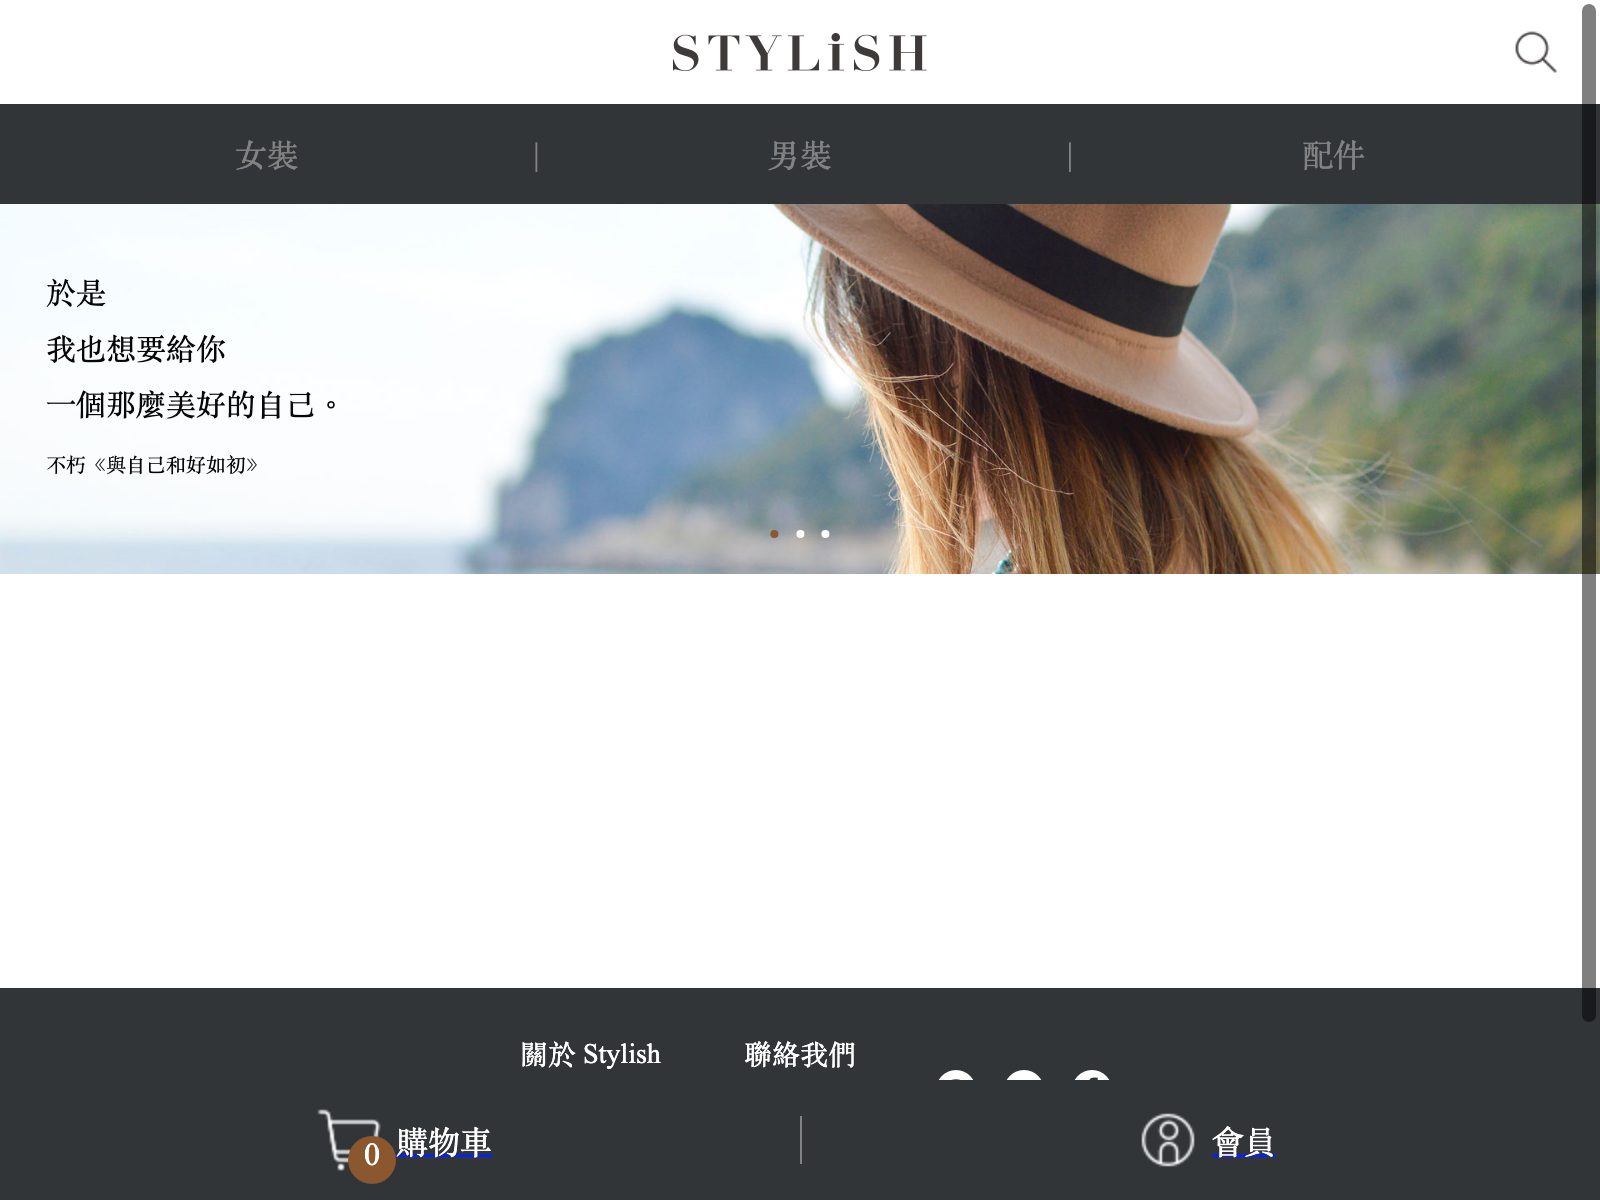 STYLiSH
女裝
男裝
配件
於是
我也想要給你
一個那麼美好的自己。
不朽《與自己和好如初》
關於 Stylish
聯絡我們
0
購物車
會員